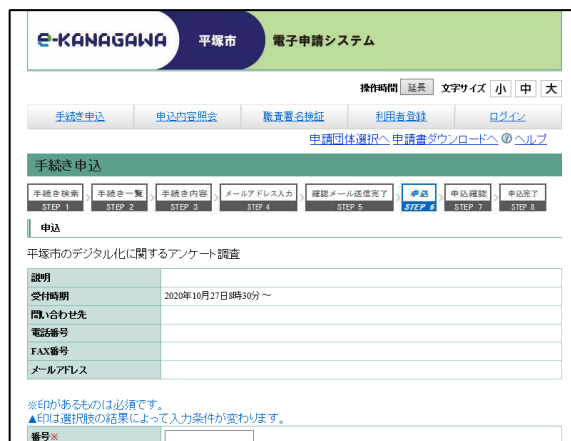 e-KANAGAWA 平塚市 電子申請システム
操作時間 延長 文字サイズ 小 中 大
手続き申込 申込内容照会 職責署名検証 利用者登録 ログイン
申請団体選択へ 申請書ダウンロードへ ? ヘルプ
手続き申込
手続き検索 手続き一覧 手続き内容 メールアドレス入力 確認メール送信完了 申込 申込確認 申込完了
STEP 1 STEP 2 STEP 3 STEP 4 STEP 5 STEP 6 STEP 7 STEP 8
申込
平塚市のデジタル化に関するアンケート調査
説明
受付時期 2020年10月27日8時30分 ~
問い合わせ先
電話番号
FAX番号
メールアドレス
※印があるものは必須です。
▲印は選択肢の結果によって入力条件が変わります。
番号※